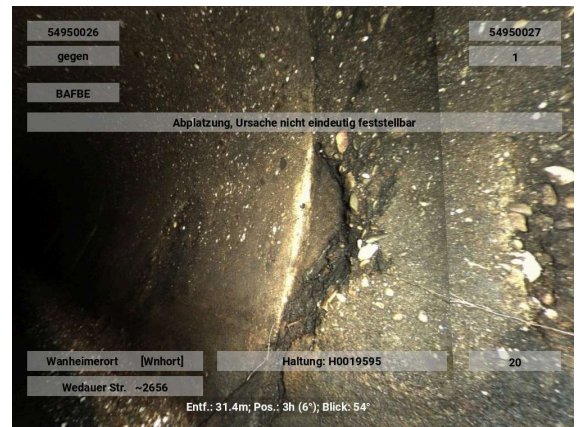 54950026 54950027
gegen 1
BAFBE
Abplatzung, Ursache nicht eindeutig feststellbar
Wanheimerort [Wnhort] Haltung: H0019595 20
Wedauer Str. ~2656
Entf.: 31.4m; Pos.: 3h (6°); Blick: 54°